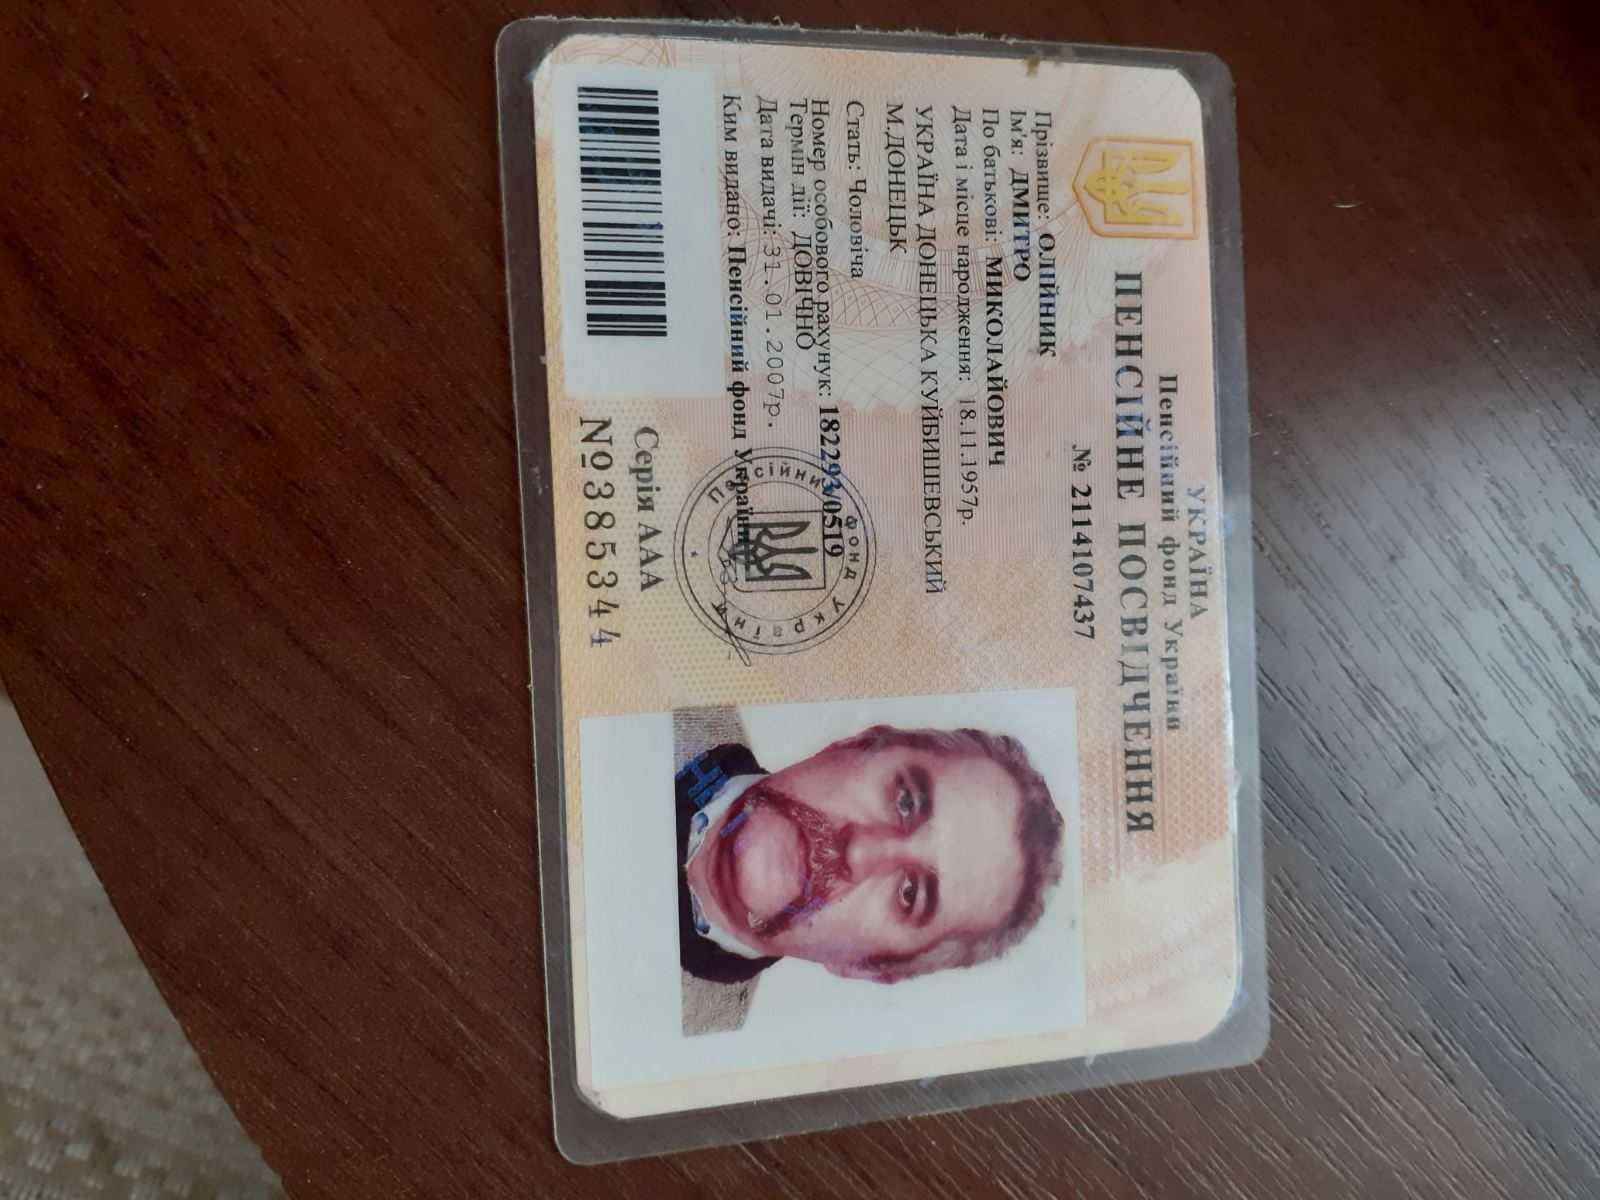 УКРАЇНА
Пенсійний фонд України
ПЕНСІЙНЕ ПОСВІДЧЕННЯ
№ 2114107437
Прізвище: ОЛІЙНИК
Ім'я: ДМИТРО
По батькові: МИКОЛАЙОВИЧ
Дата і місце народження: 18.11.1957р.
УКРАЇНА ДОНЕЦЬКА КУЙБИШЕВСЬКИЙ
М.ДОНЕЦЬК
Стать: Чоловіча
Номер особового рахунук: 182293/0519
Термін дії: ДОВІЧНО
Дата видачі: 31.01.2007р.
Ким видано: Пенсійний фонд України
Пенсійний фонд України
Серія ААА
№0385344